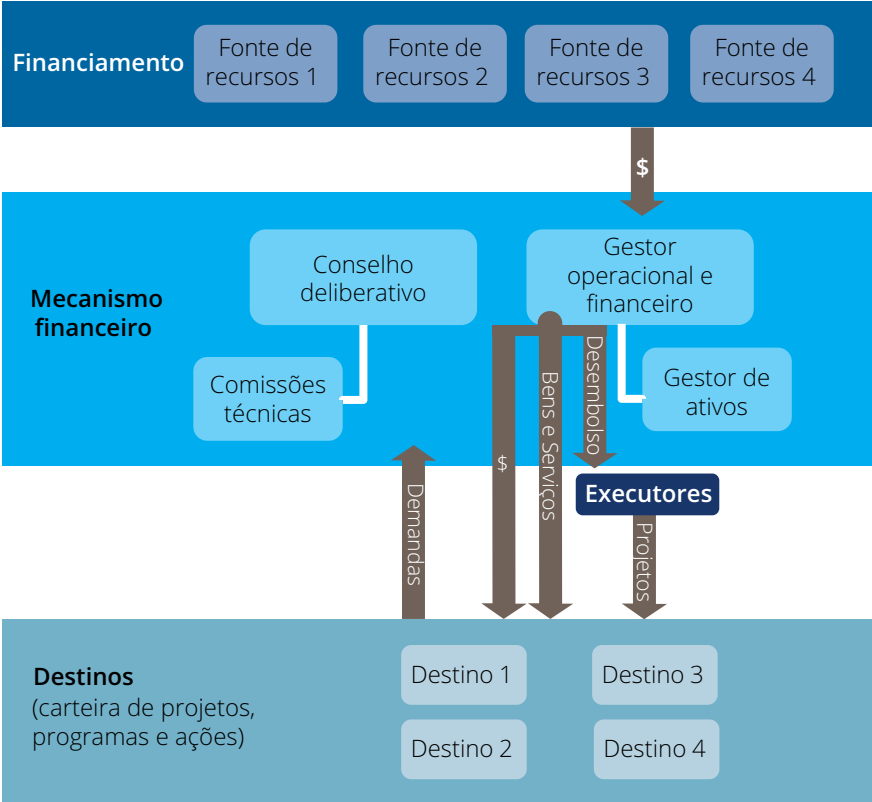 Financiamento
Fonte de
recursos 1
Fonte de
recursos 2
Fonte de
recursos 3
Fonte de
recursos 4
$
Mecanismo
financeiro
Conselho
deliberativo
Gestor
operacional e
financeiro
Comissões
técnicas
Gestor de
ativos
Demandas
$
Bens e Serviços
Desembolso
Executores
Projetos
Destinos
(carteira de projetos,
programas e ações)
Destino 1
Destino 3
Destino 2
Destino 4